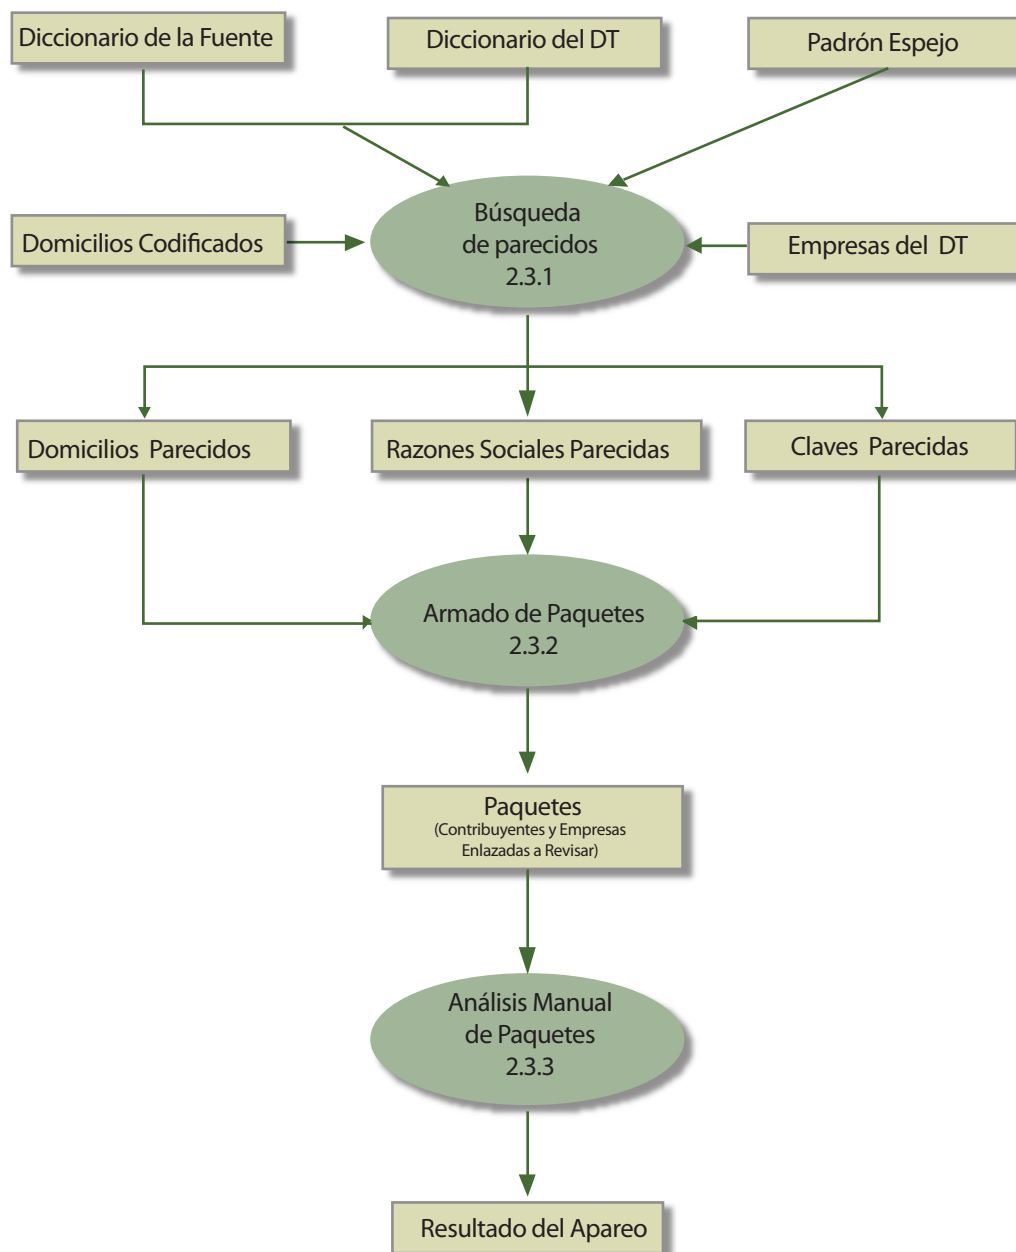 Diccionario de la Fuente
Diccionario del DT
Padrón Espejo
Búsqueda
de parecidos
2.3.1
Domicilios Codificados
Empresas del DT
Domicilios Parecidos
Razones Sociales Parecidas
Claves Parecidas
Armado de Paquetes
2.3.2
Paquetes
(Contribuyentes y Empresas
Enlazadas a Revisar)
Análisis Manual
de Paquetes
2.3.3
Resultado del Apareo